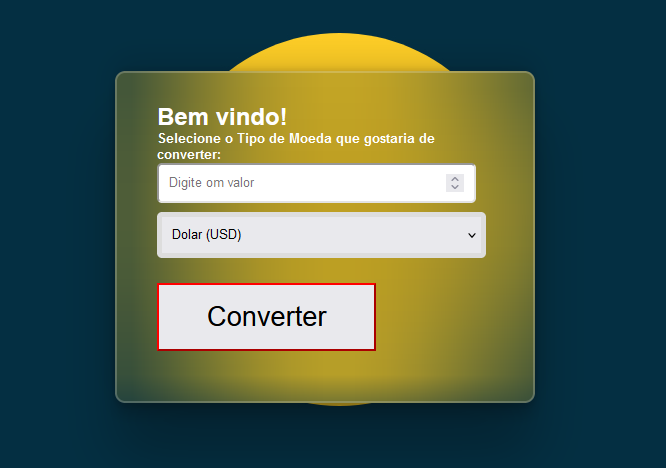 Bem vindo!
Selecione o Tipo de Moeda que gostaria de
converter:
Digite om valor
Dolar (USD)
Converter